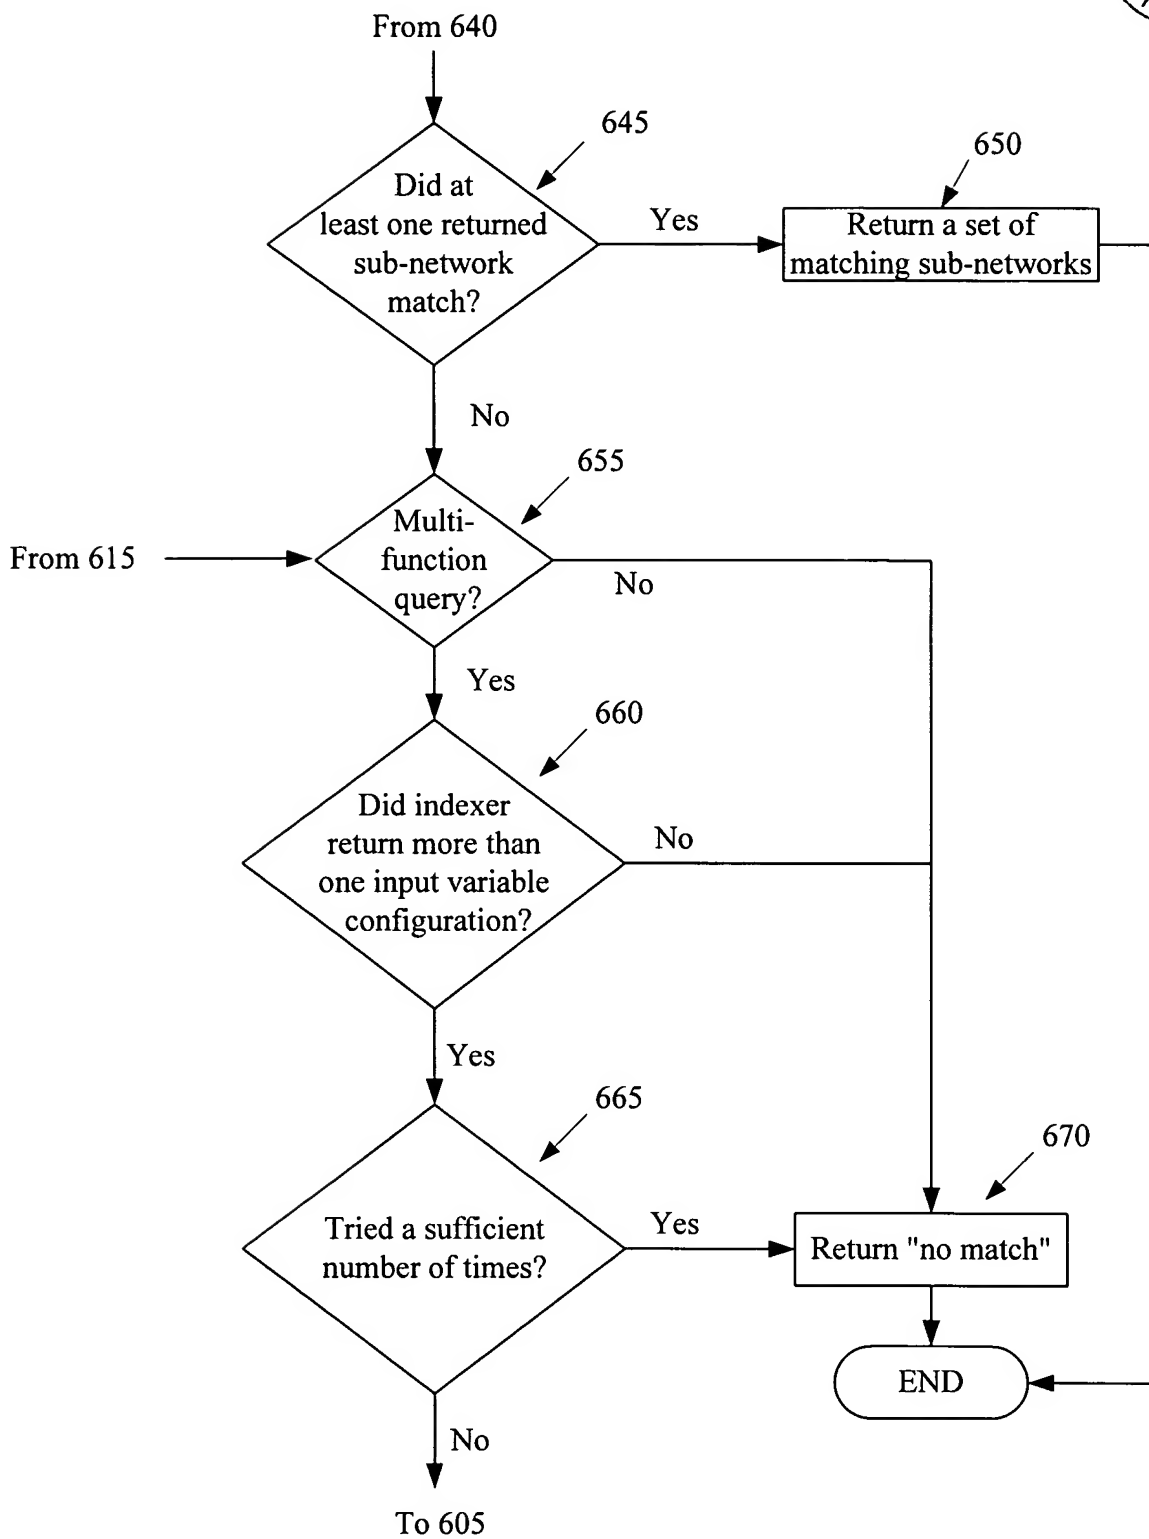 From 640
645
Did at
least one returned
sub-network
match?
Yes
650
Return a set of
matching sub-networks
No
655
From 615
Multi-
function
query?
No
Yes
660
Did indexer
return more than
one input variable
configuration?
No
Yes
665
Tried a sufficient
number of times?
Yes
670
Return "no match"
END
No
To 605